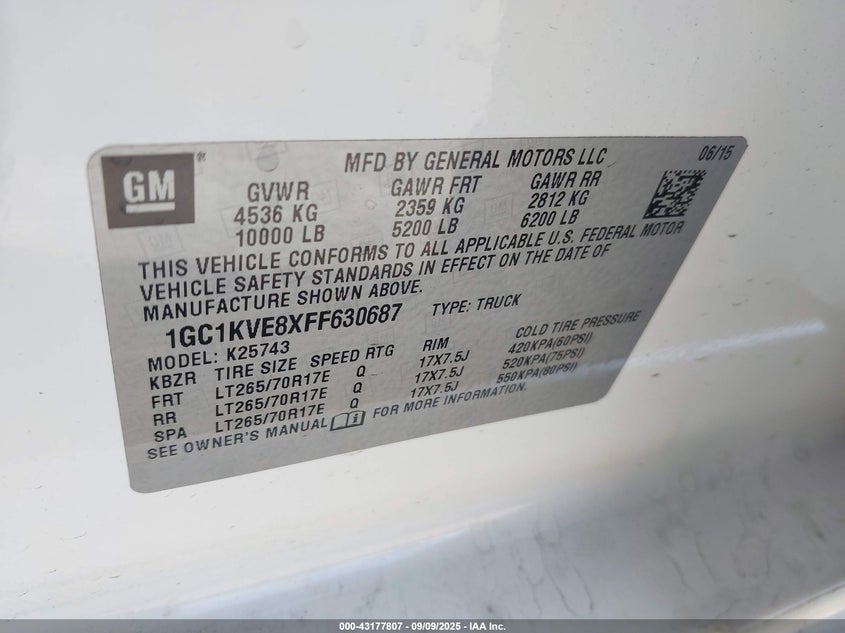 GM ®
MFD BY GENERAL MOTORS LLC 06/15
GVWR GAWR FRT GAWR RR
4536 KG 2359 KG 2812 KG
10000 LB 5200 LB 6200 LB
THIS VEHICLE CONFORMS TO ALL APPLICABLE U.S. FEDERAL MOTOR
VEHICLE SAFETY STANDARDS IN EFFECT ON THE DATE OF
MANUFACTURE SHOWN ABOVE.
1GC1KVE8XFF630687 TYPE: TRUCK
MODEL: K25743
KBZR TIRE SIZE SPEED RTG RIM COLD TIRE PRESSURE
FRT LT265/70R17E Q 17X7.5J 420KPA(60PSI)
RR LT265/70R17E Q 17X7.5J 520KPA(75PSI)
SPA LT265/70R17E Q 17X7.5J 550KPA(80PSI)
SEE OWNER'S MANUAL i FOR MORE INFORMATION.
000-43177807 - 09/09/2025 - IAA Inc.